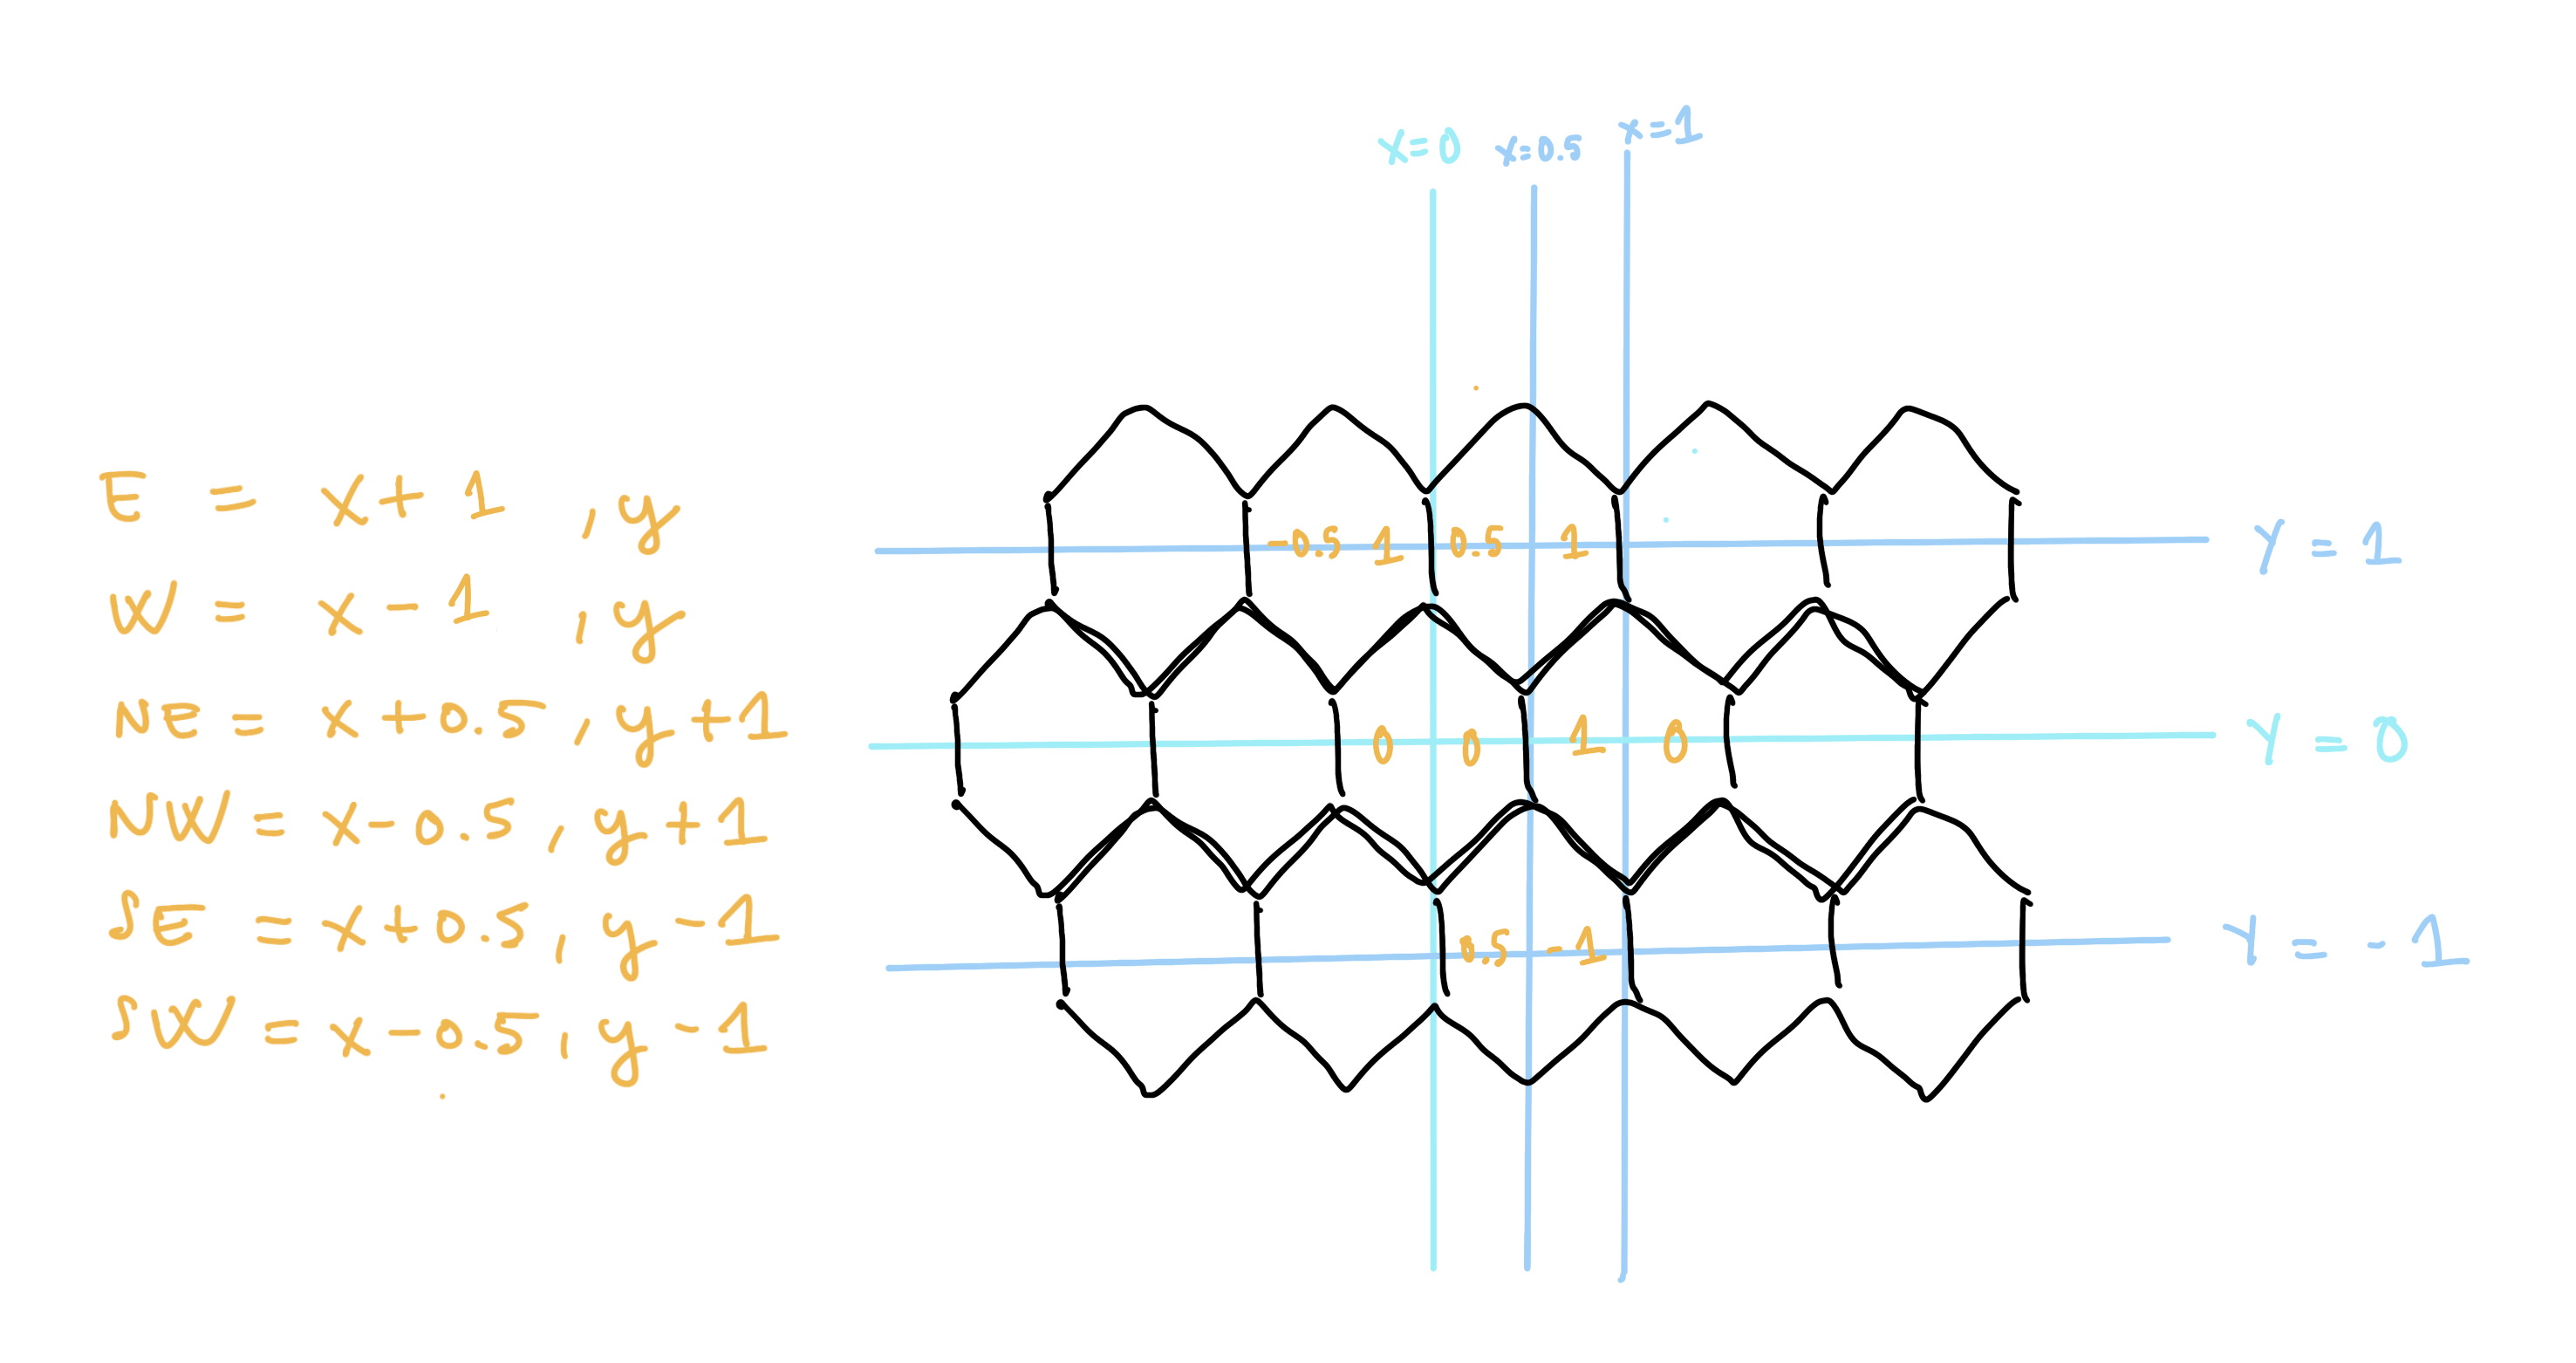 x=0 x=0.5 x=1
E = x+1 , y
W = x-1 , y
NE = x+0.5 , y+1
NW = x-0.5 , y+1
SE = x+0.5 , y-1
SW = x-0.5 , y-1
-0.5 1 0.5 1
Y = 1
0 0 1 0
Y = 0
0.5 -1
Y = -1